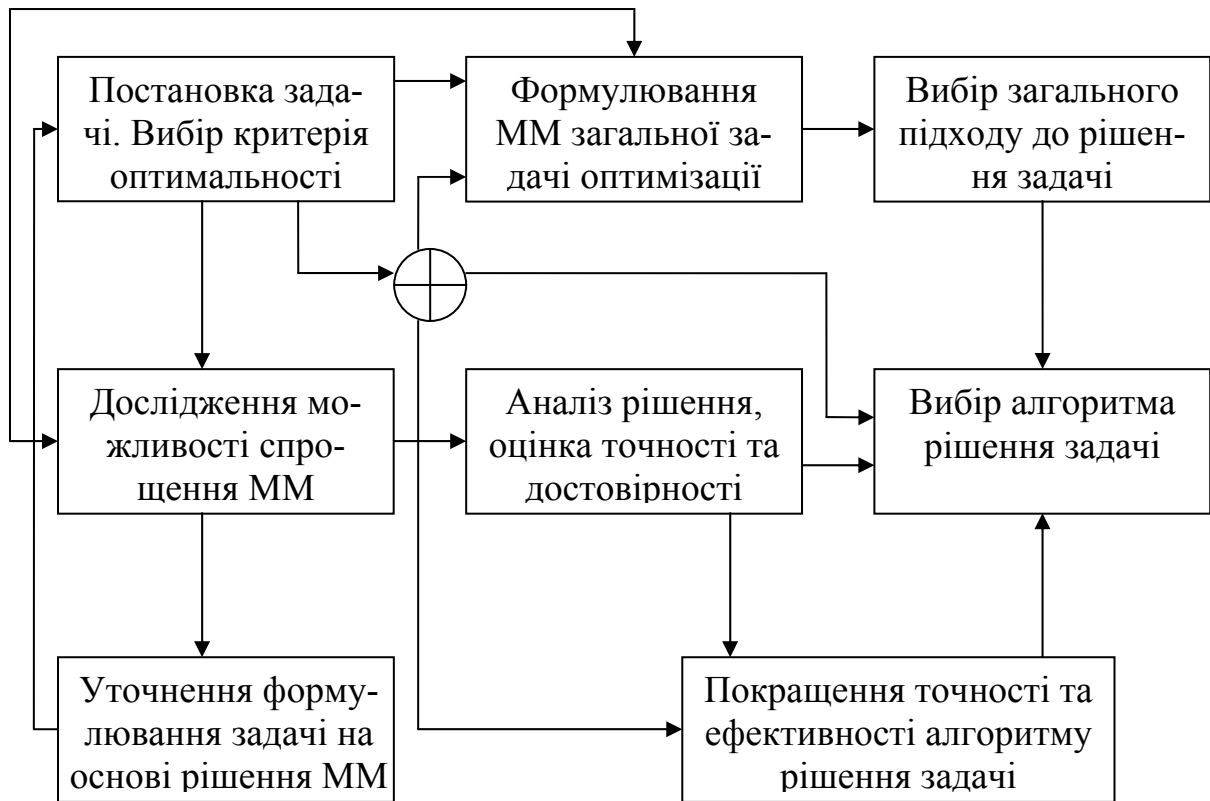 Постановка зада-
чі. Вибір критерія
оптимальності
Формулювання
ММ загальної за-
дачі оптимізації
Вибір загального
підходу до рішен-
ня задачі
Дослідження мо-
жливості спро-
щення ММ
Аналіз рішення,
оцінка точності та
достовірності
Вибір алгоритма
рішення задачі
Уточнення форму-
лювання задачі на
основі рішення ММ
Покращення точності та
ефективності алгоритму
рішення задачі